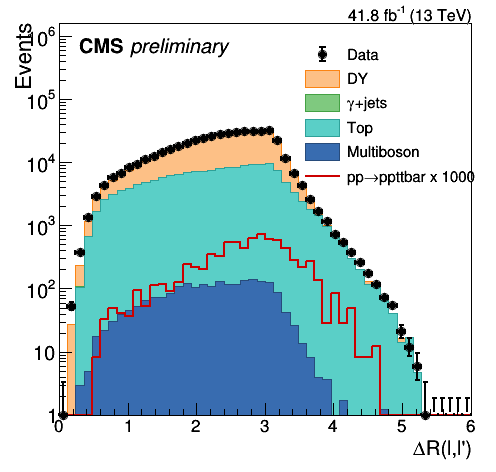 41.8 fb⁻¹ (13 TeV)
Events
CMS preliminary
Data
DY
γ+jets
Top
Multiboson
pp→ppttbar x 1000
10⁶
10⁵
10⁴
10³
10²
10
1
0 1 2 3 4 5 6
ΔR(l,l')